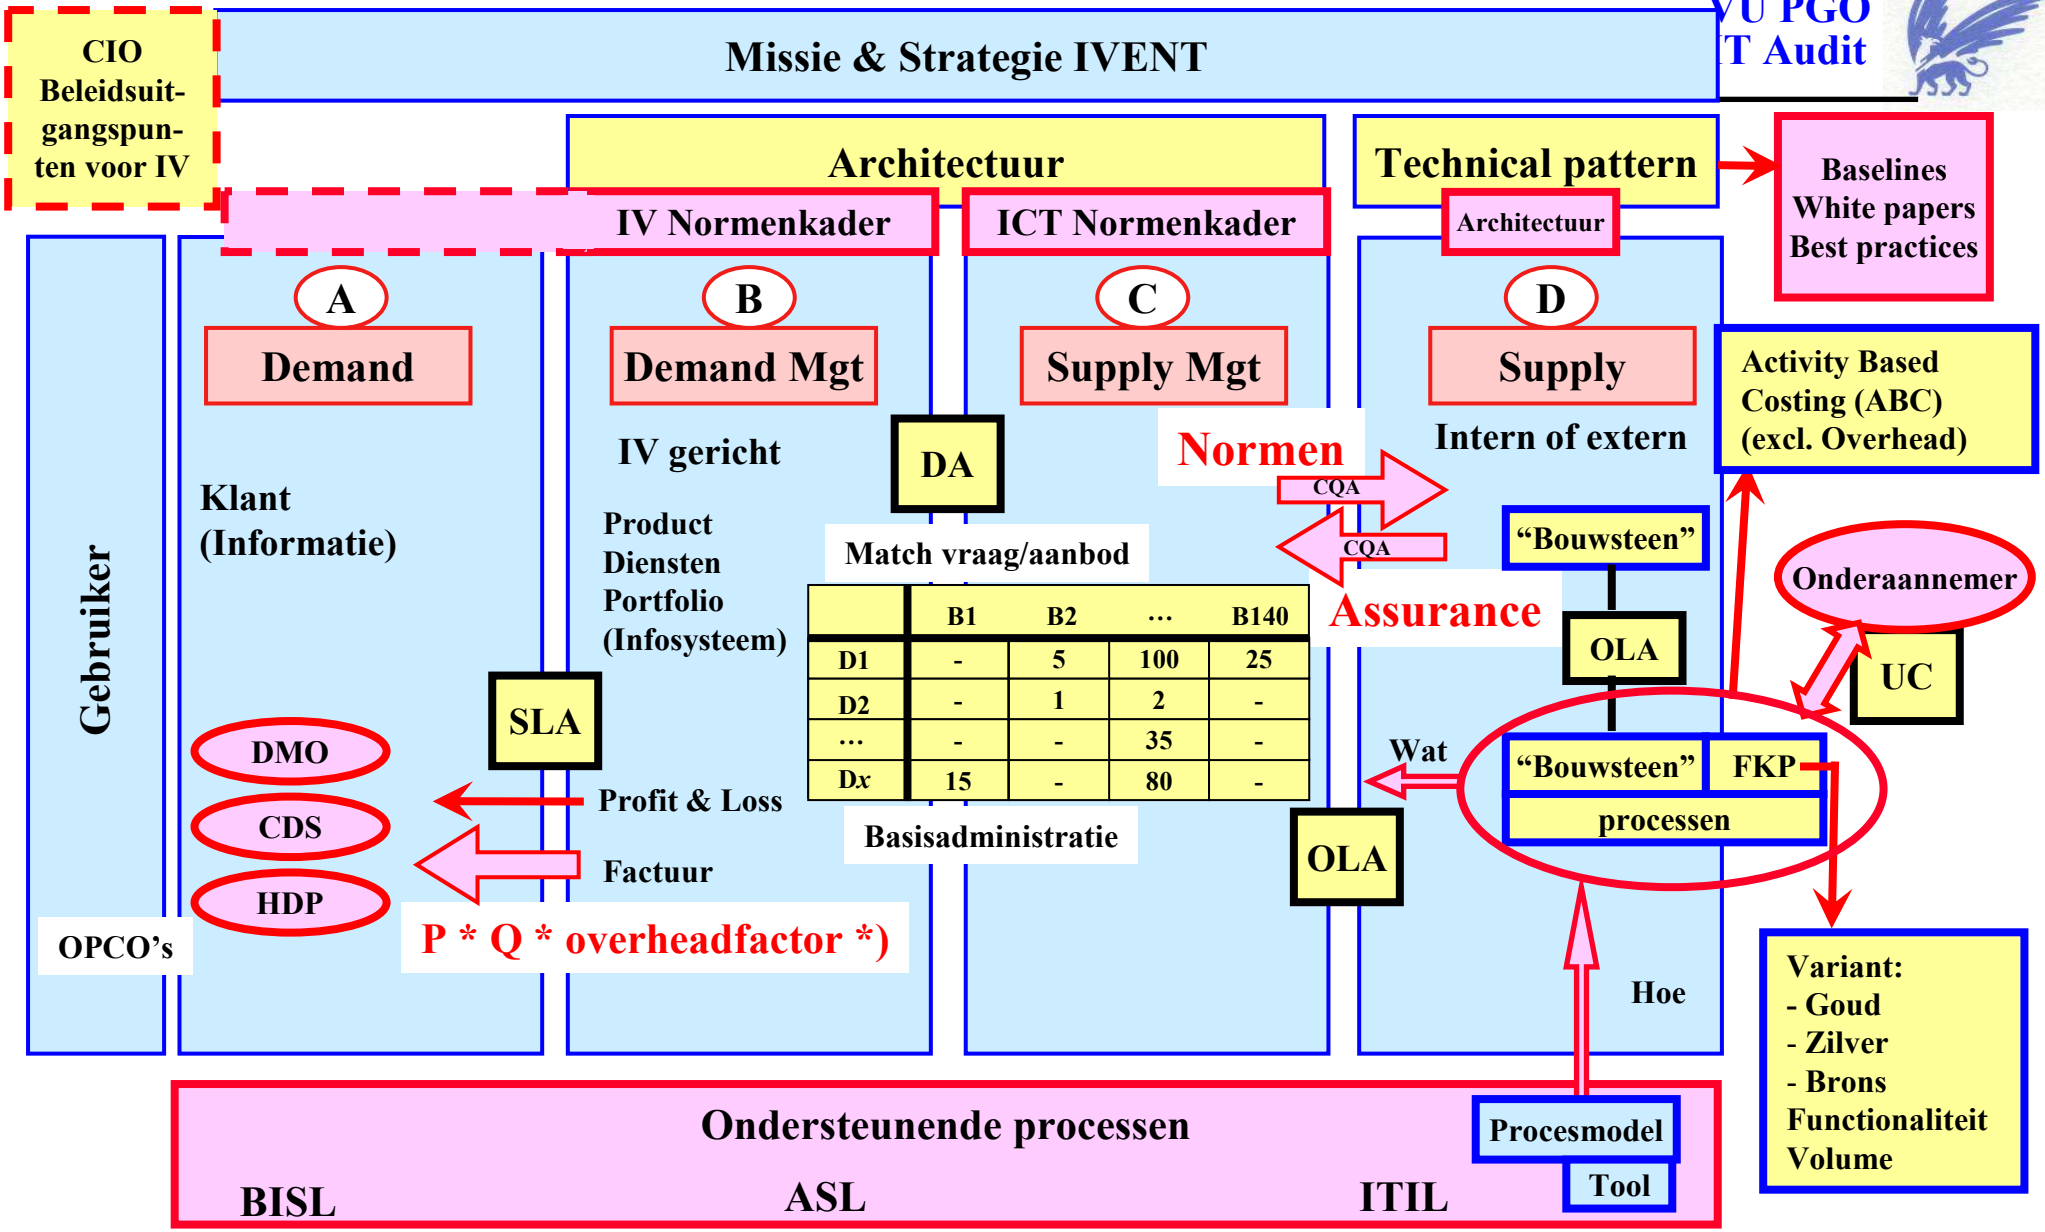 VU PGO
IT Audit
CIO
Beleidsuit-
gangspun-
ten voor IV
Missie & Strategie IVENT
Architectuur
Technical pattern
Baselines
White papers
Best practices
IV Normenkader
ICT Normenkader
Architectuur
A
B
C
D
Demand
Demand Mgt
Supply Mgt
Supply
Activity Based
Costing (ABC)
(excl. Overhead)
Gebruiker
Klant
(Informatie)
IV gericht
DA
Normen
Intern of extern
CQA
CQA
Product
Diensten
Portfolio
(Infosysteem)
Match vraag/aanbod
“Bouwsteen”
Onderaannemer
Assurance
B1 B2 … B140
D1 - 5 100 25
D2 - 1 2 -
… - - 35 -
Dx 15 - 80 -
OLA
UC
SLA
DMO
CDS
HDP
Wat
“Bouwsteen”
FKP
processen
Profit & Loss
Basisadministratie
Factuur
OLA
OPCO’s
P * Q * overheadfactor *)
Hoe
Variant:
- Goud
- Zilver
- Brons
Functionaliteit
Volume
Ondersteunende processen
Procesmodel
Tool
BISL
ASL
ITIL